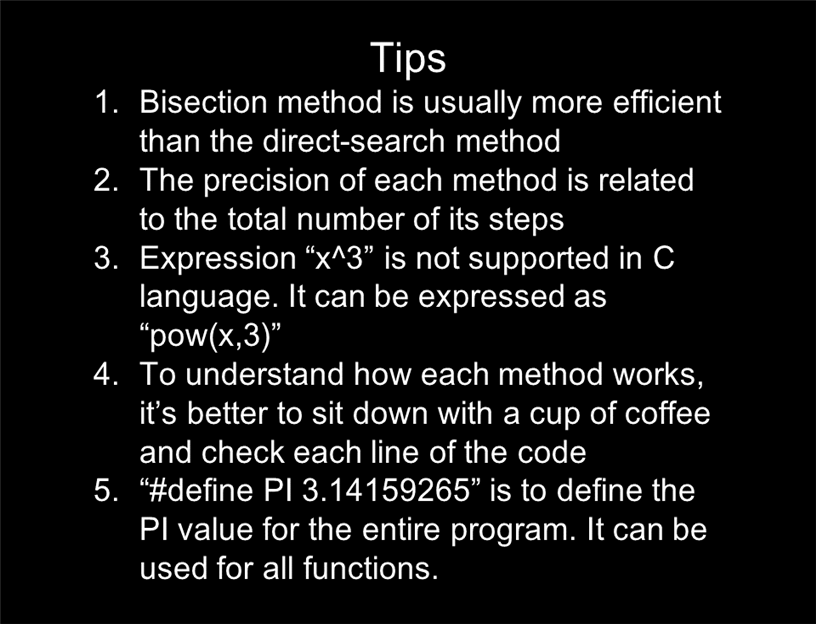 Tips
1. Bisection method is usually more efficient
than the direct-search method
2. The precision of each method is related
to the total number of its steps
3. Expression “x^3” is not supported in C
language. It can be expressed as
“pow(x,3)”
4. To understand how each method works,
it’s better to sit down with a cup of coffee
and check each line of the code
5. “#define PI 3.14159265” is to define the
PI value for the entire program. It can be
used for all functions.